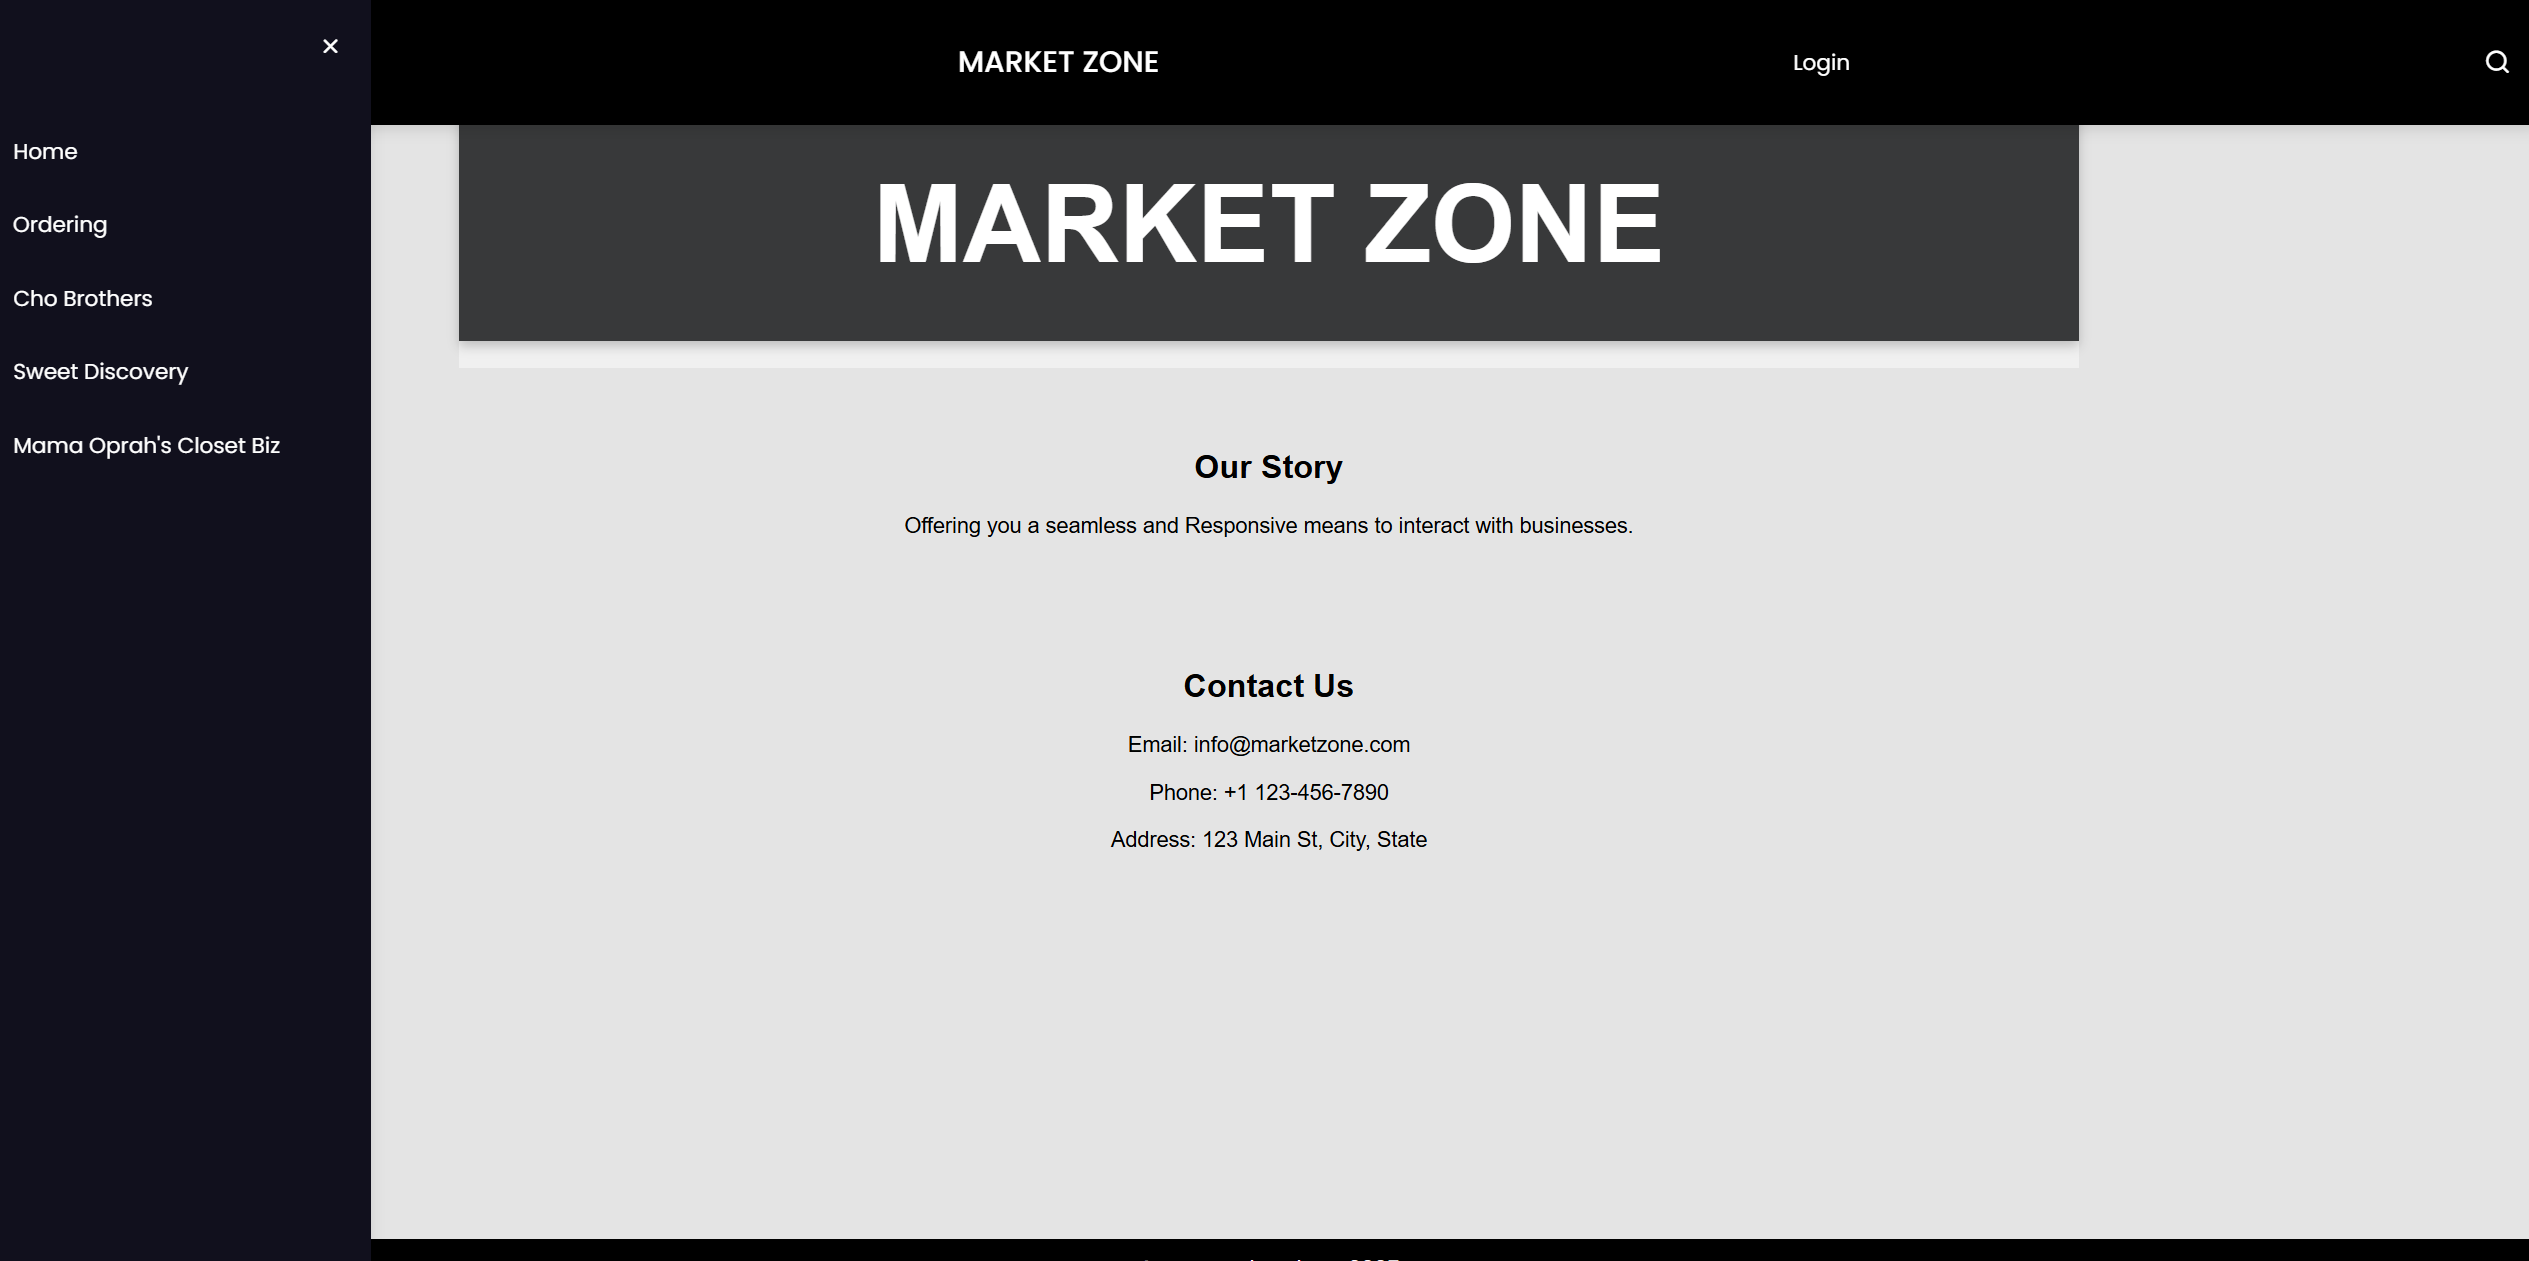 MARKET ZONE
Login
Home
Ordering
Cho Brothers
Sweet Discovery
Mama Oprah's Closet Biz
MARKET ZONE
Our Story
Offering you a seamless and Responsive means to interact with businesses.
Contact Us
Email: info@marketzone.com
Phone: +1 123-456-7890
Address: 123 Main St, City, State